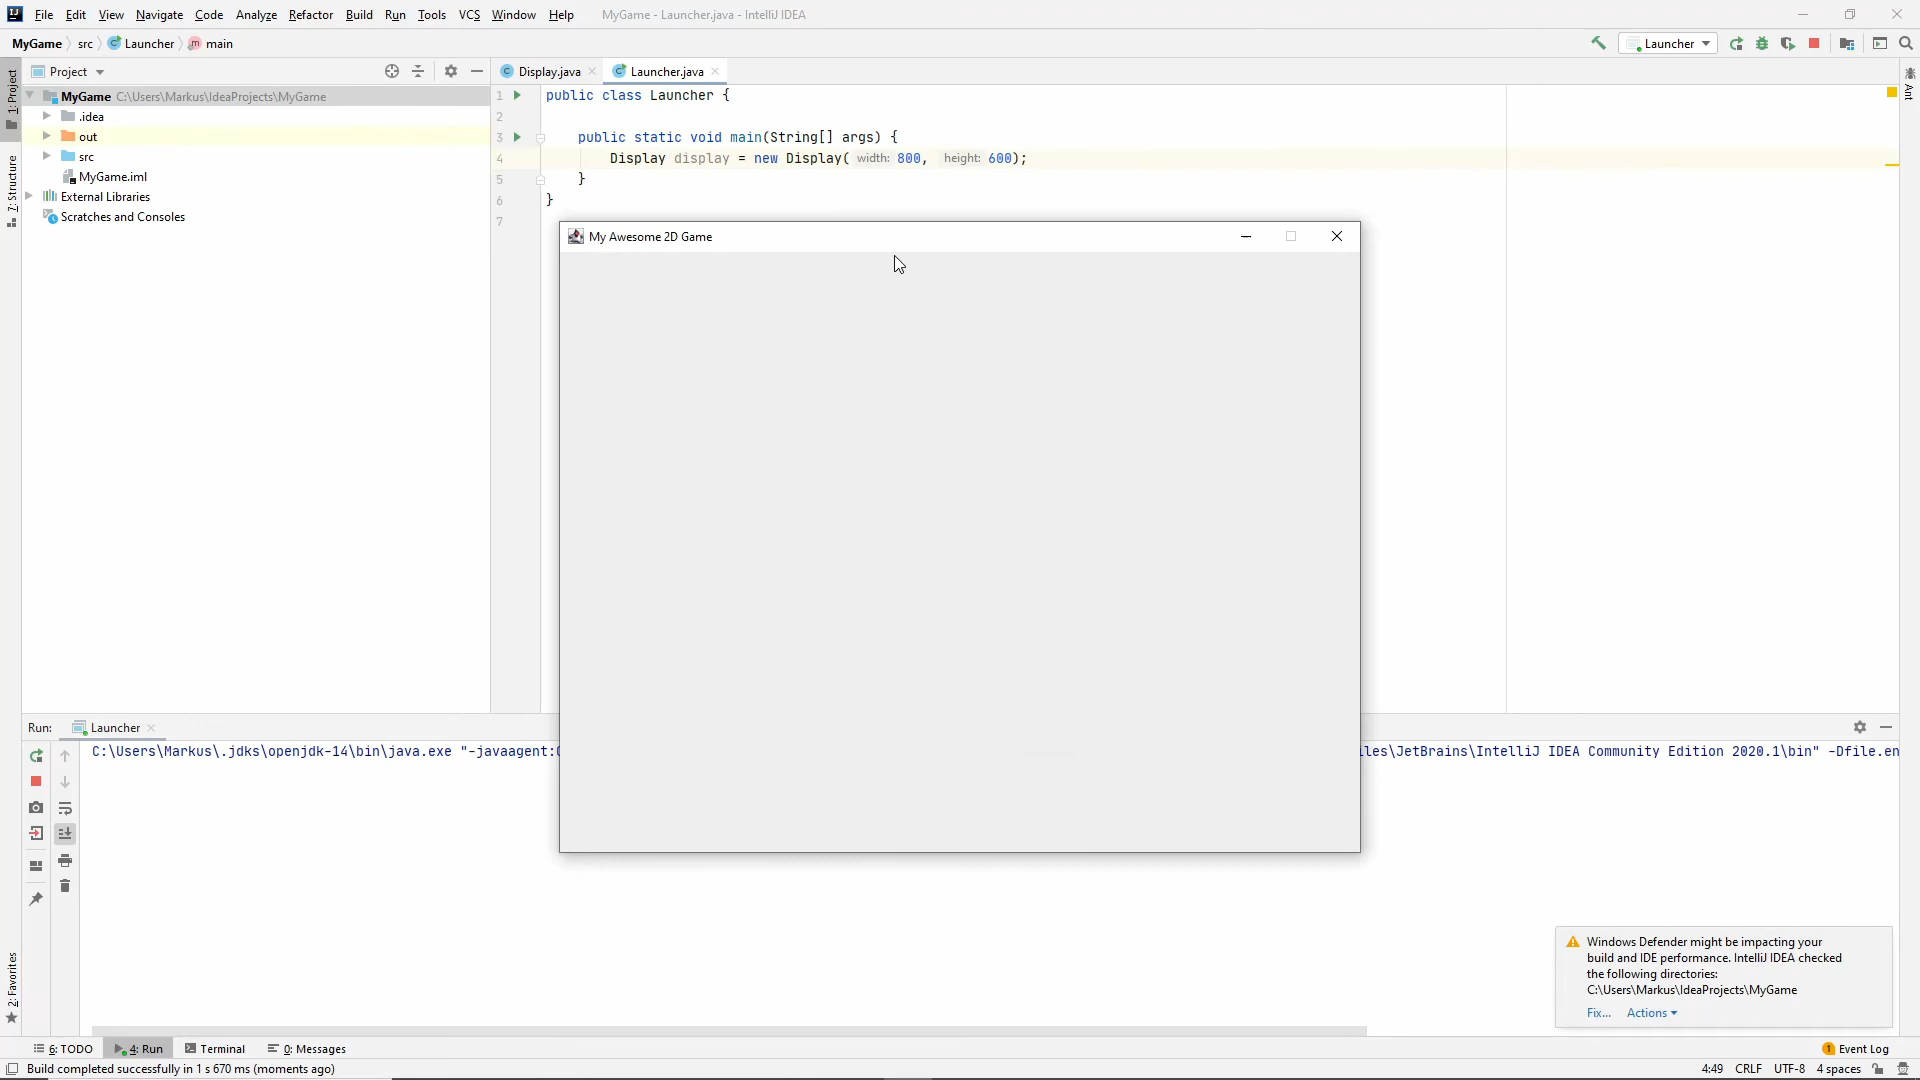 File Edit View Navigate Code Analyze Refactor Build Run Tools VCS Window Help MyGame - Launcher.java - IntelliJ IDEA
MyGame src Launcher main
Launcher
1: Project
7: Structure
2: Favorites
Ant
Project
MyGame C:\Users\Markus\IdeaProjects\MyGame
.idea
out
src
MyGame.iml
External Libraries
Scratches and Consoles
Display.java Launcher.java
1 public class Launcher {
2
3 public static void main(String[] args) {
4 Display display = new Display( width: 800, height: 600);
5 }
6 }
7
My Awesome 2D Game
Run: Launcher
C:\Users\Markus\.jdks\openjdk-14\bin\java.exe "-javaagent: les\JetBrains\IntelliJ IDEA Community Edition 2020.1\bin" -Dfile.en
Windows Defender might be impacting your
build and IDE performance. IntelliJ IDEA checked
the following directories:
C:\Users\Markus\IdeaProjects\MyGame
Fix... Actions
6: TODO 4: Run Terminal 0: Messages 1 Event Log
Build completed successfully in 1 s 670 ms (moments ago) 4:49 CRLF UTF-8 4 spaces